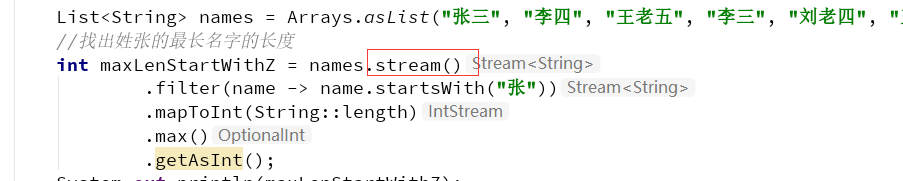 List<String> names = Arrays.asList("张三", "李四", "王老五", "李三", "刘老四", "
//找出姓张的最长名字的长度
int maxLenStartWithZ = names.stream() Stream<String>
.filter(name -> name.startsWith("张")) Stream<String>
.mapToInt(String::length) IntStream
.max() OptionalInt
.getAsInt();
System.out.println(maxLenStartWithZ);